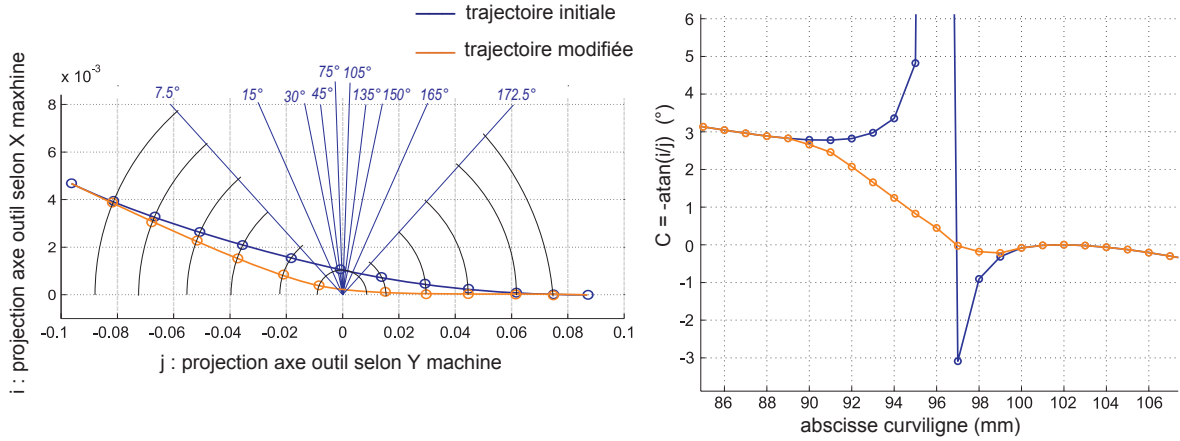 trajectoire initiale
trajectoire modifiée
x 10-3
7.5° 15° 30° 45° 75° 105° 135° 150° 165° 172.5°
8
6
4
2
0
-0.1 -0.08 -0.06 -0.04 -0.02 0 0.02 0.04 0.06 0.08 0.1
j : projection axe outil selon Y machine
i : projection axe outil selon X maxhine
6
5
4
3
2
1
0
-1
-2
-3
86 88 90 92 94 96 98 100 102 104 106
abscisse curviligne (mm)
C = -atan(i/j) (°)